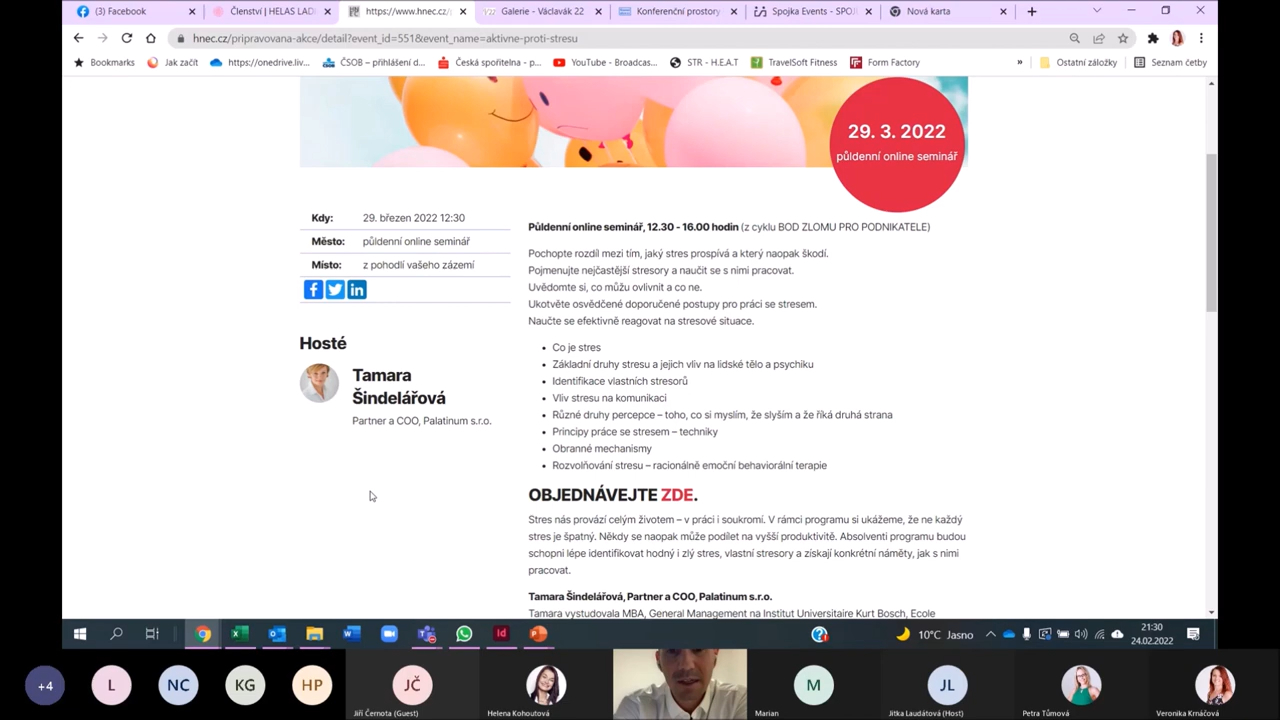 Facebook
Členství | HELAS LAD
https://www.hnec.cz/
Galerie - Václavák 22
Konferenční prostory
Spojka Events - SPOJ
Nová karta
hnec.cz/pripravovana-akce/detail?event_id=551&event_name=aktivne-proti-stresu
Bookmarks
Jak začít
https://onedrive.liv...
ČSOB – přihlášení d...
Česká spořitelna - p...
YouTube - Broadcas...
STR - H.E.A.T
TravelSoft Fitness
Form Factory
»
Ostatní záložky
Seznam četby
29. 3. 2022
půldenní online seminář
Kdy: 29. březen 2022 12:30
Město: půldenní online seminář
Místo: z pohodlí vašeho zázemí
Hosté
Tamara
Šindelářová
Partner a COO, Palatinum s.r.o.
Půldenní online seminář, 12.30 - 16.00 hodin (z cyklu BOD ZLOMU PRO PODNIKATELE)
Pochopte rozdíl mezi tím, jaký stres prospívá a který naopak škodí.
Pojmenujte nejčastější stresory a naučit se s nimi pracovat.
Uvědomte si, co můžu ovlivnit a co ne.
Ukotvěte osvědčené doporučené postupy pro práci se stresem.
Naučte se efektivně reagovat na stresové situace.
• Co je stres
• Základní druhy stresu a jejich vliv na lidské tělo a psychiku
• Identifikace vlastních stresorů
• Vliv stresu na komunikaci
• Různé druhy percepce – toho, co si myslím, že slyším a že říká druhá strana
• Principy práce se stresem – techniky
• Obranné mechanismy
• Rozvolňování stresu – racionálně emoční behaviorální terapie
OBJEDNÁVEJTE ZDE.
Stres nás provází celým životem – v práci i soukromí. V rámci programu si ukážeme, že ne každý
stres je špatný. Někdy se naopak může podílet na vyšší produktivitě. Absolventi programu budou
schopni lépe identifikovat hodný i zlý stres, vlastní stresory a získají konkrétní náměty, jak s nimi
pracovat.
Tamara Šindelářová, Partner a COO, Palatinum s.r.o.
Tamara vystudovala MBA, General Management na Institut Universitaire Kurt Bosch, Ecole
10°C Jasno
21:30
24.02.2022
+4
L
NC
KG
HP
JČ
M
JL
Jiří Černota (Guest)
Helena Kohoutová
Marian
Jitka Laudátová (Host)
Petra Tůmová
Veronika Krnáčová